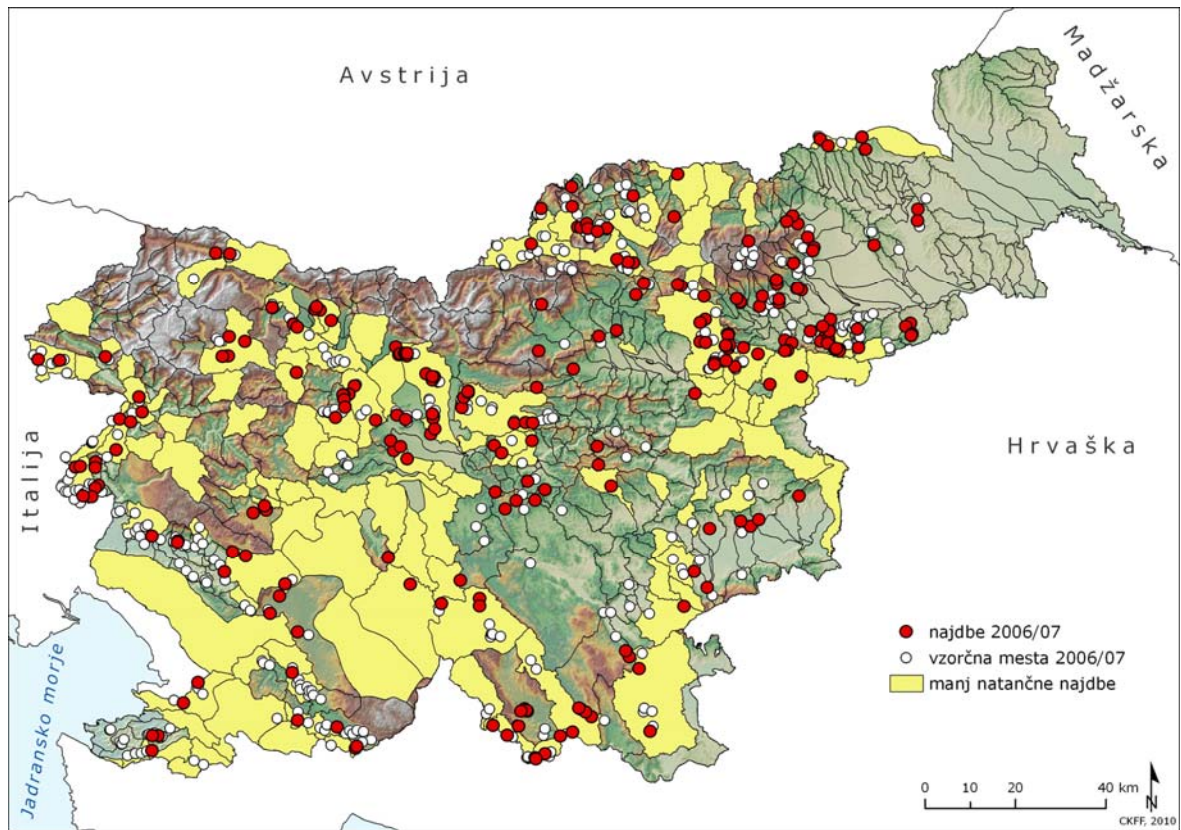 Avstrija
Madžarska
Italija
Hrvaška
Jadransko morje
najdbe 2006/07
vzorčna mesta 2006/07
manj natančne najdbe
0 10 20 40 km
N
CKFF, 2010